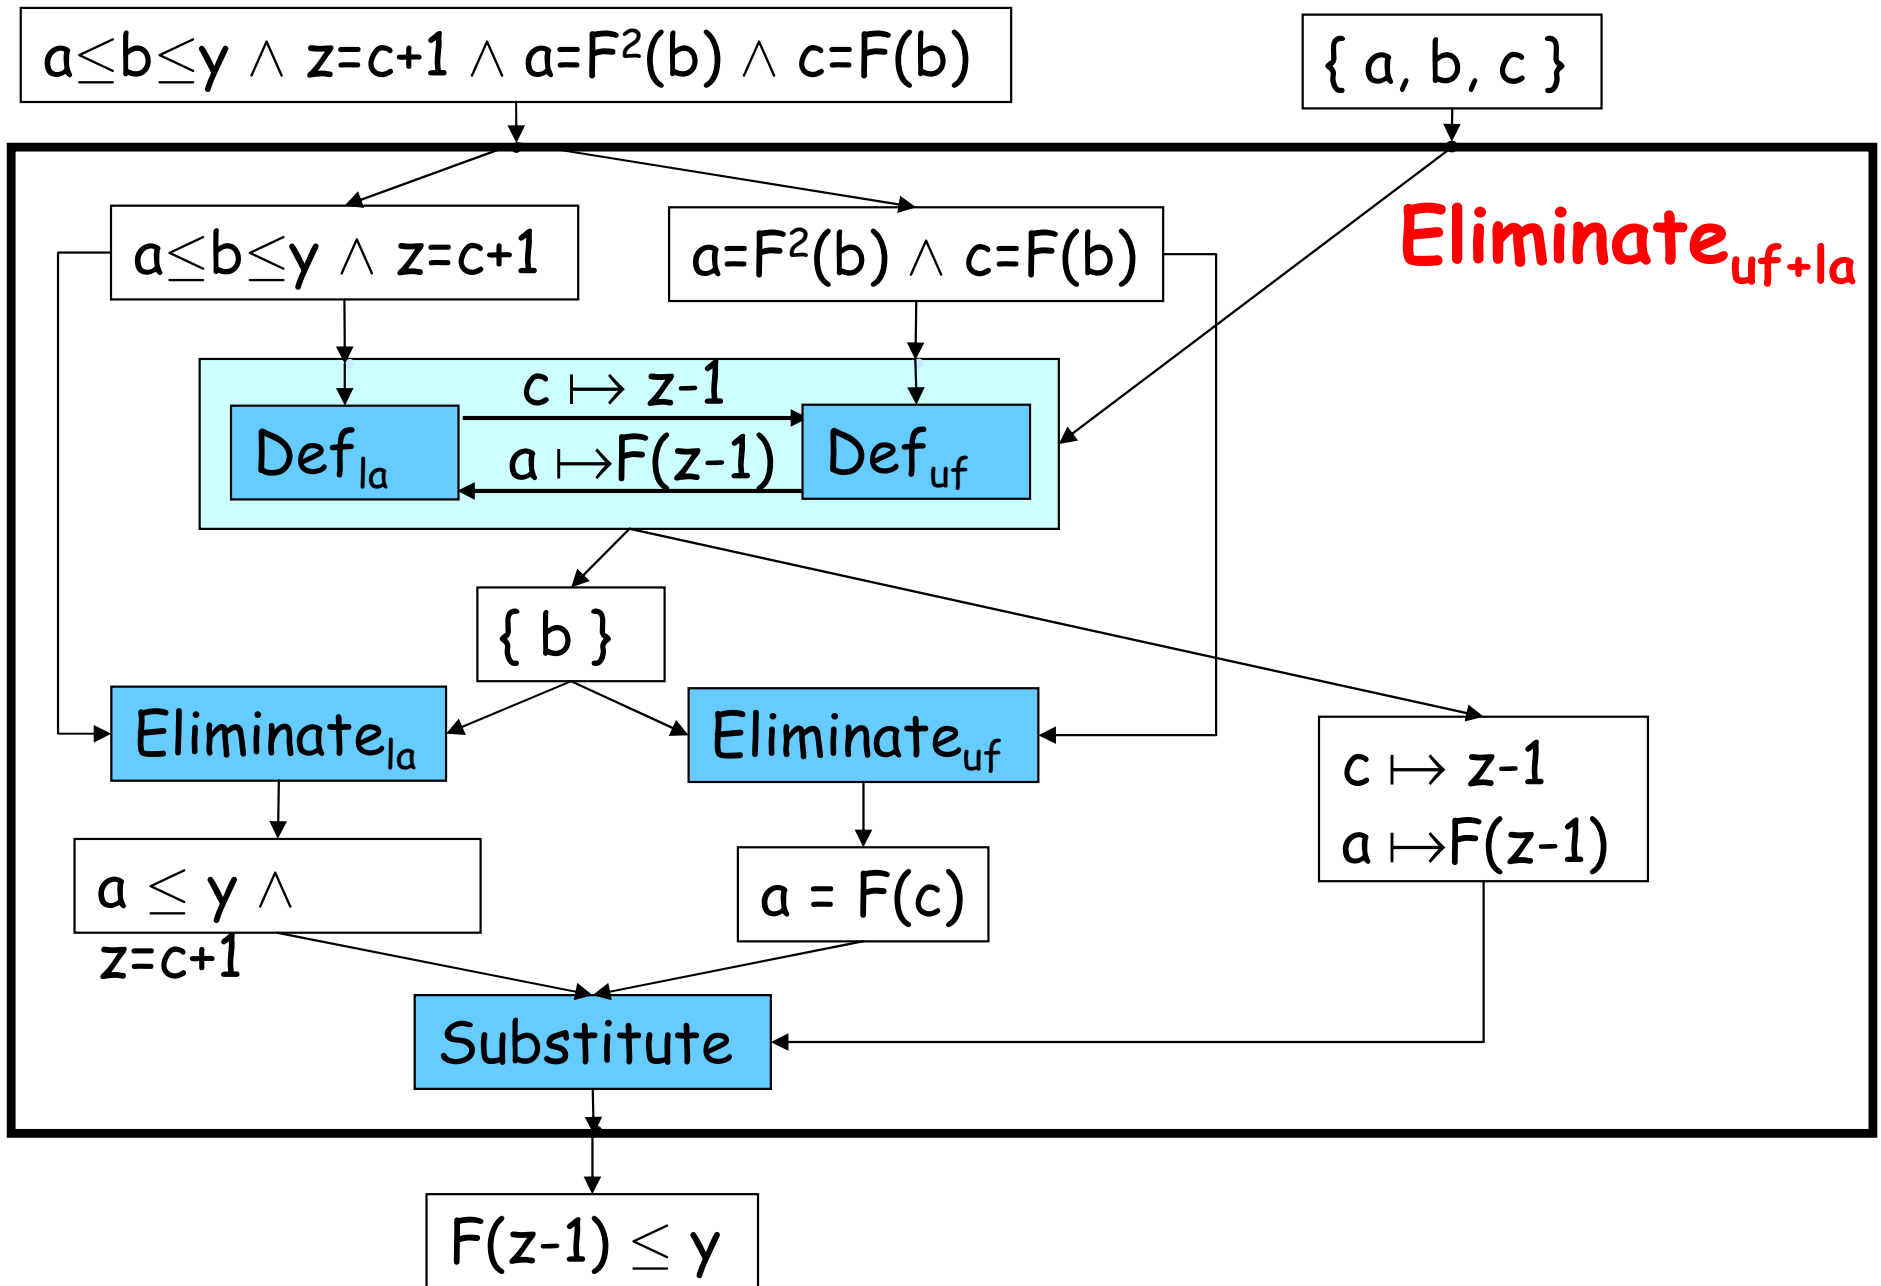 a≤b≤y ∧ z=c+1 ∧ a=F²(b) ∧ c=F(b)
{ a, b, c }
Eliminate_uf+la
a≤b≤y ∧ z=c+1
a=F²(b) ∧ c=F(b)
c ↦ z-1
Def_la
a ↦F(z-1)
Def_uf
{ b }
Eliminate_la
Eliminate_uf
c ↦ z-1
a ↦F(z-1)
a ≤ y ∧
z=c+1
a = F(c)
Substitute
F(z-1) ≤ y